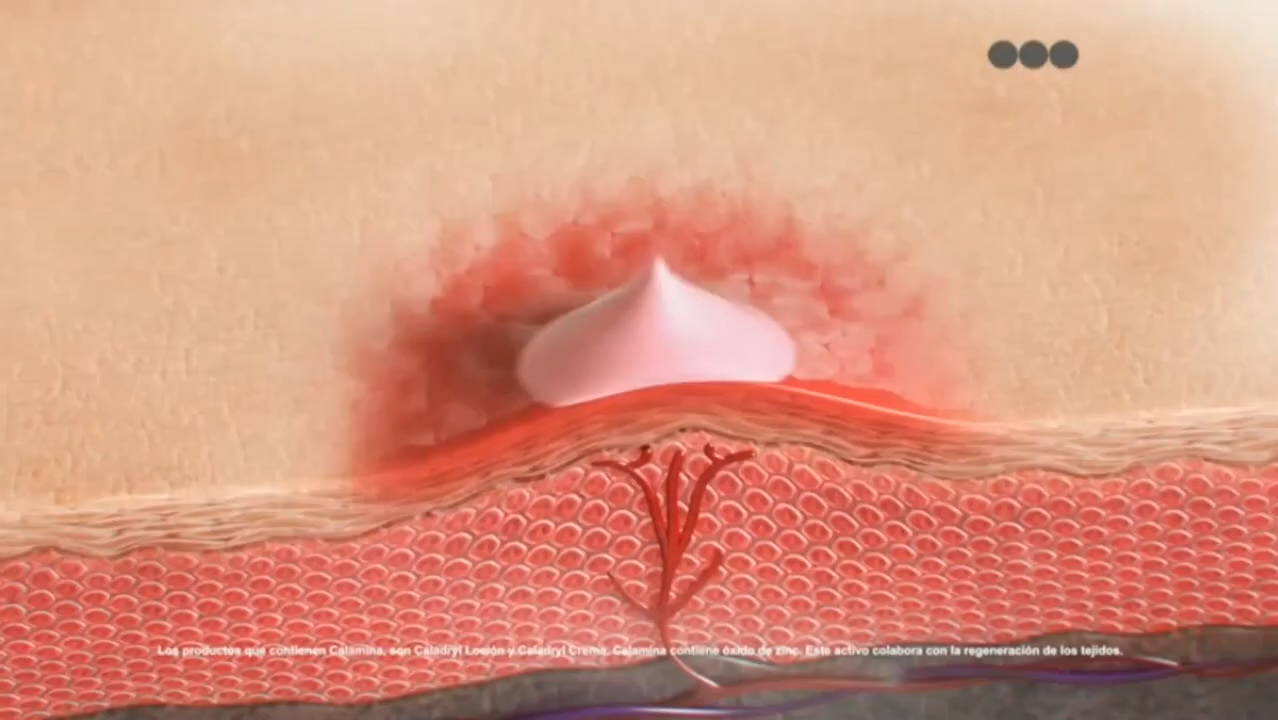 Los productos que contienen Calamina, son Caladryl Loción y Caladryl Crema. Calamina contiene óxido de zinc. Este activo colabora con la regeneración de los tejidos.